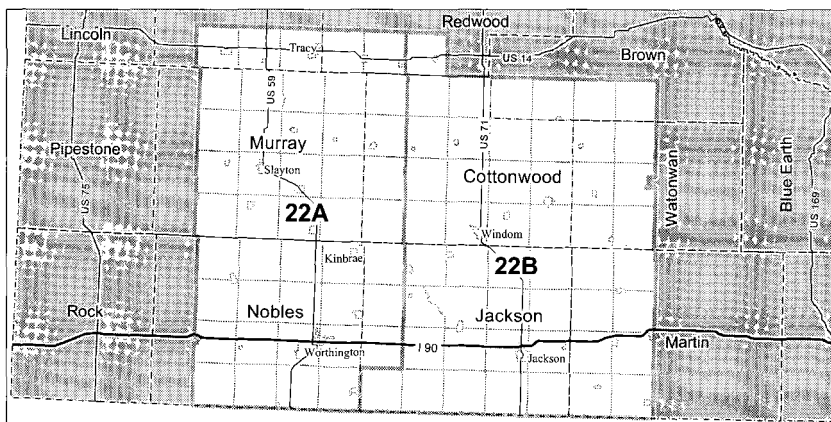 Redwood
Lincoln
Tracy
US 14
Brown
US 59
US 71
Murray
Pipestone
Slayton
Cottonwood
Watonwan
Blue Earth
US 75
US 169
22A
Windom
Kinbrae
22B
Rock
Nobles
Jackson
Worthington
I 90
Jackson
Martin